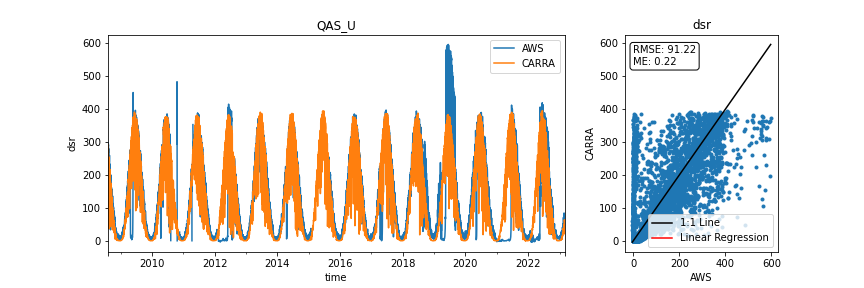 QAS_U
dsr
600
500
400
300
200
100
0
AWS
CARRA
2010
2012
2014
2016
2018
2020
2022
time
dsr
CARRA
600
500
400
300
200
100
0
RMSE: 91.22
ME: 0.22
1:1 Line
Linear Regression
0
200
400
600
AWS